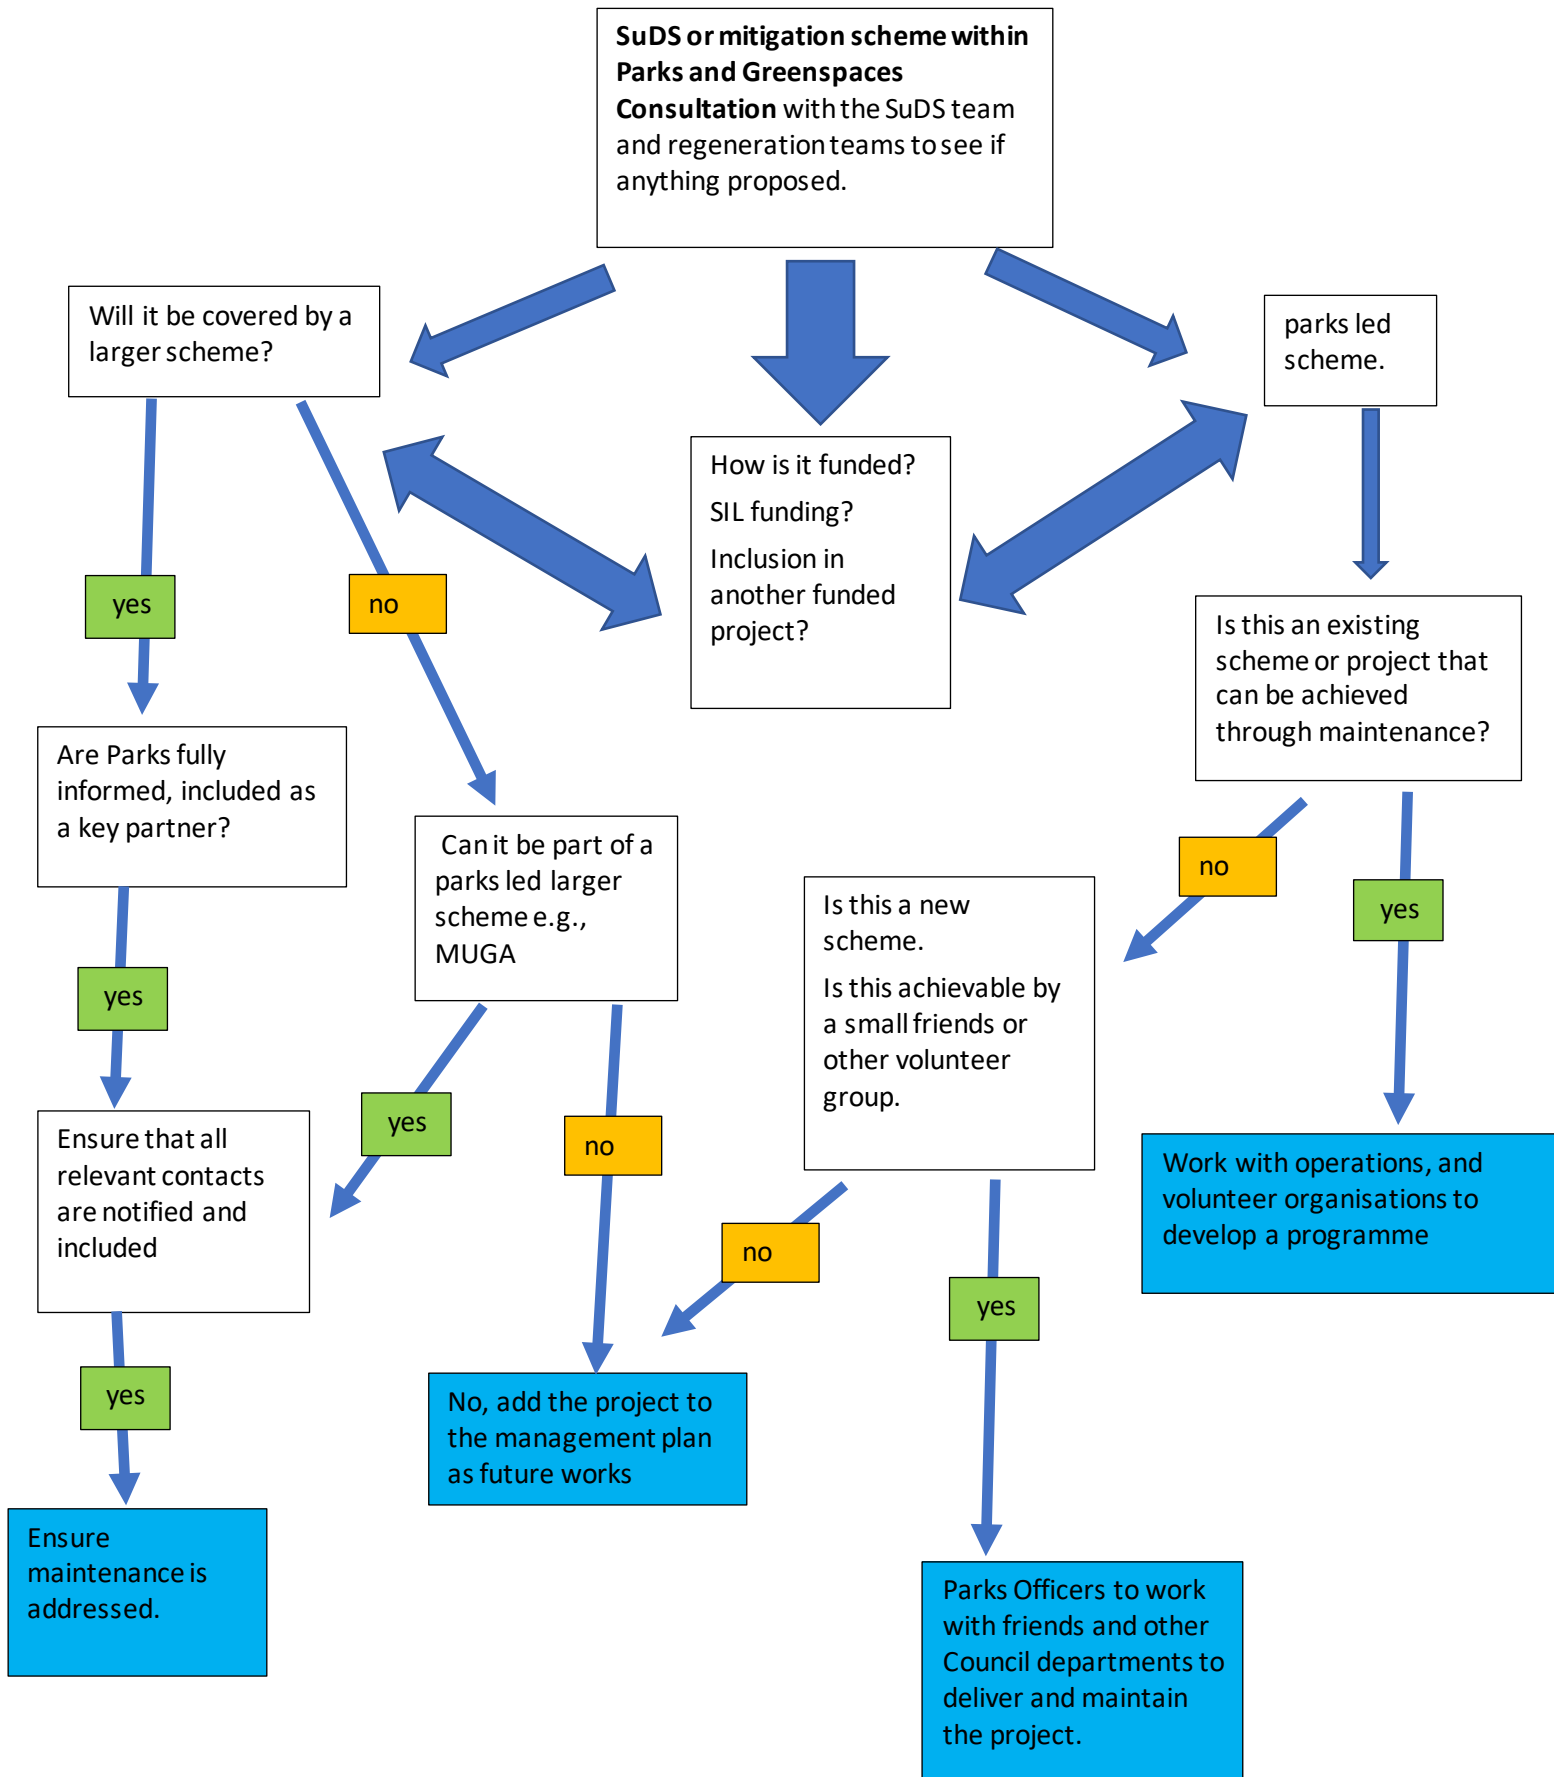 SuDS or mitigation scheme within
Parks and Greenspaces
Consultation with the SuDS team
and regeneration teams to see if
anything proposed.
Will it be covered by a
larger scheme?
parks led
scheme.
How is it funded?
SIL funding?
Inclusion in
another funded
project?
yes
no
Is this an existing
scheme or project that
can be achieved
through maintenance?
Are Parks fully
informed, included as
a key partner?
Can it be part of a
parks led larger
scheme e.g.,
MUGA
no
yes
Is this a new
scheme.
Is this achievable by
a small friends or
other volunteer
group.
yes
Ensure that all
relevant contacts
are notified and
included
yes
no
Work with operations, and
volunteer organisations to
develop a programme
no
yes
yes
No, add the project to
the management plan
as future works
Ensure
maintenance is
addressed.
Parks Officers to work
with friends and other
Council departments to
deliver and maintain
the project.